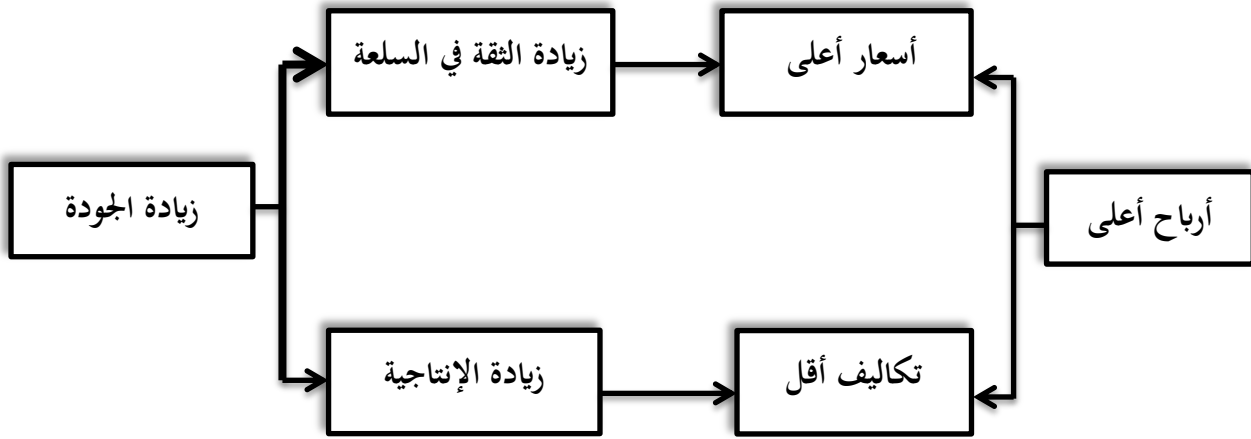 زيادة الثقة في السلعة
أسعار أعلى
زيادة الجودة
أرباح أعلى
زيادة الإنتاجية
تكاليف أقل